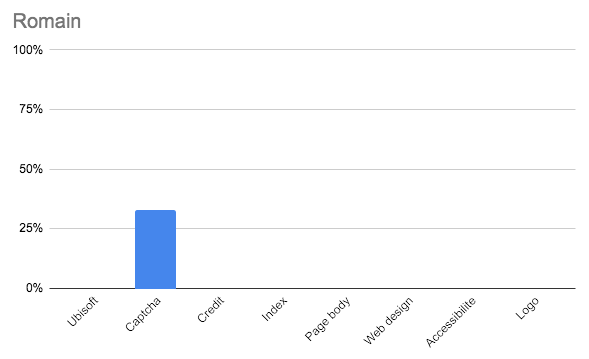 Romain
100%
75%
50%
25%
0%
Ubisoft
Captcha
Credit
Index
Page body
Web design
Accessibilite
Logo